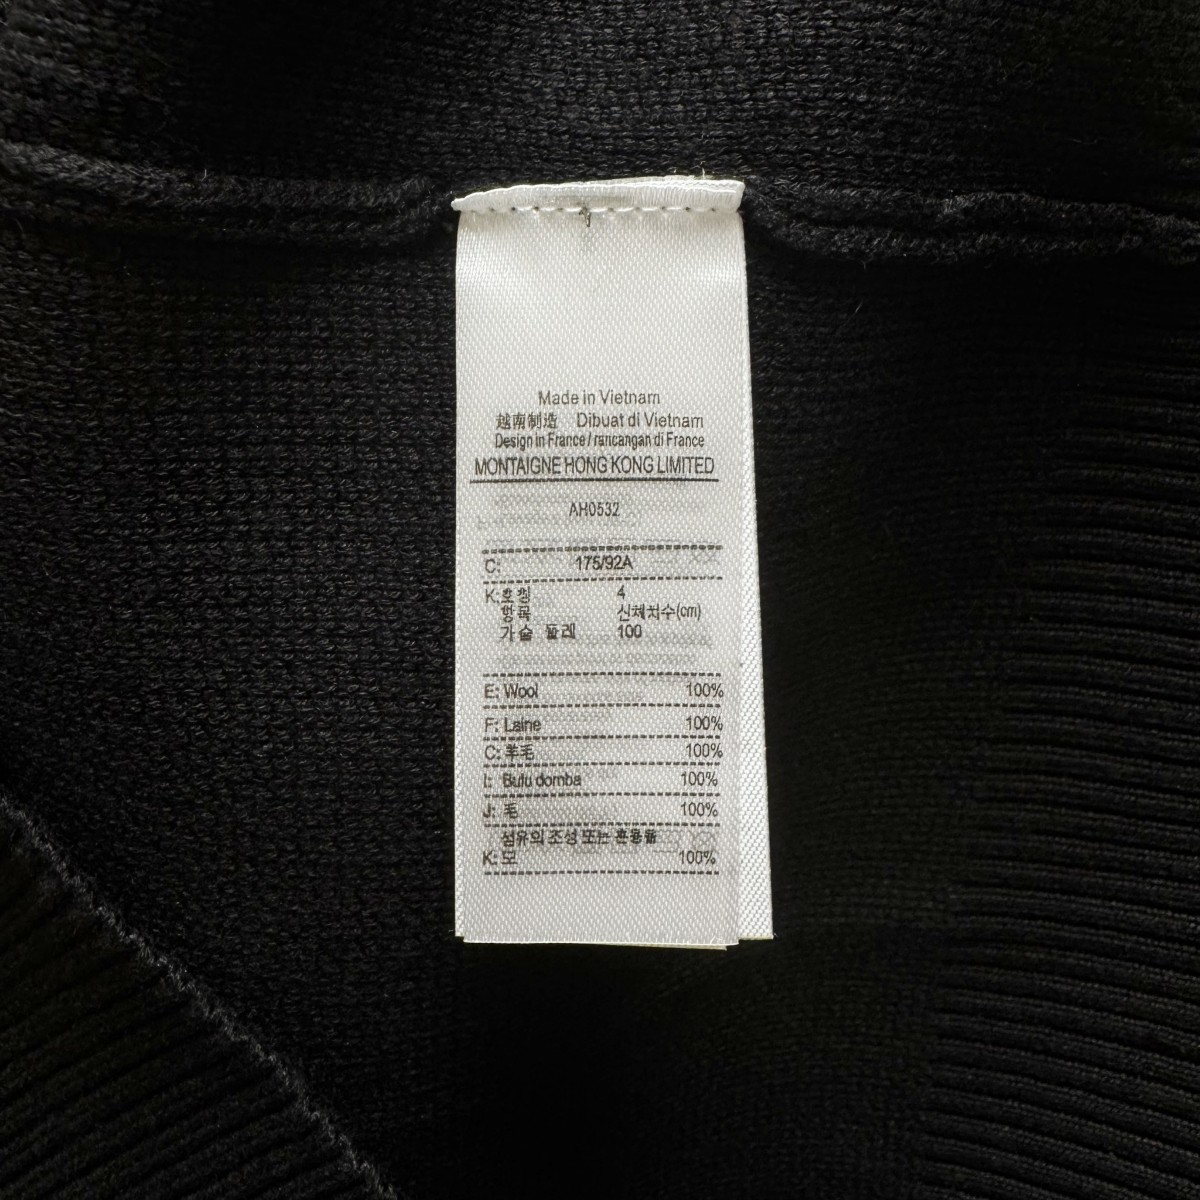 Made in Vietnam
越南制造 Dibuat di Vietnam
Design in France / rancangan di France
MONTAIGNE HONG KONG LIMITED
AH0532
C: 175/92A
K: 호칭 4
항목 신체치수(cm)
가슴 둘레 100
E: Wool 100%
F: Laine 100%
C: 羊毛 100%
I: Bulu domba 100%
J: 毛 100%
섬유의 조성 또는 혼용율
K: 모 100%